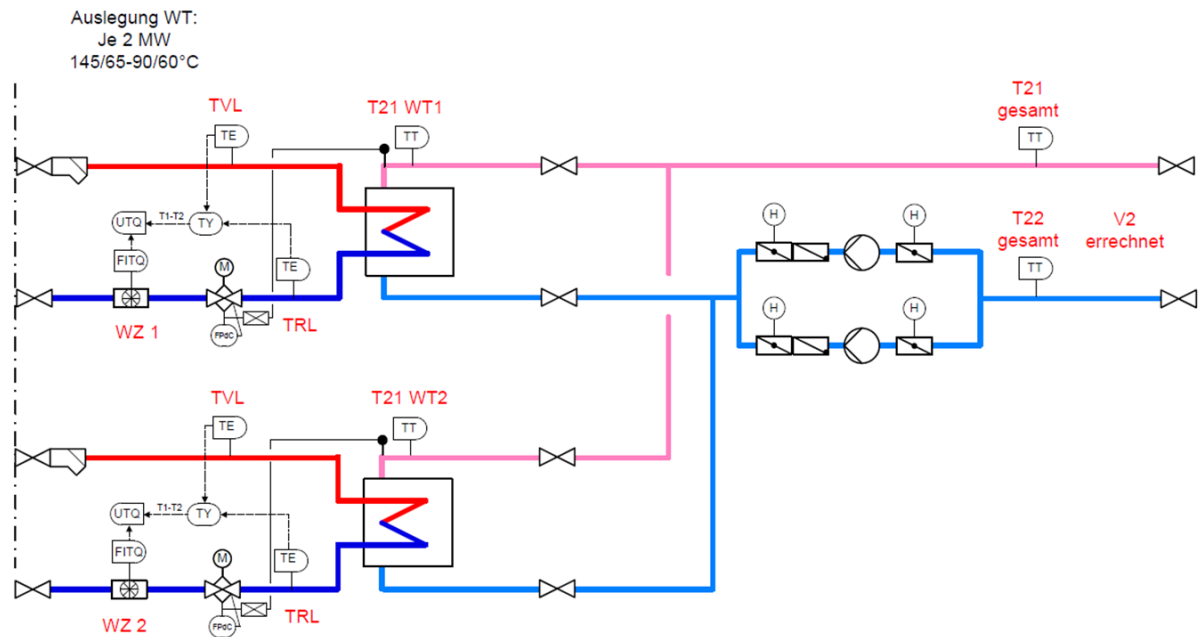 Auslegung WT:
Je 2 MW
145/65-90/60°C
TVL
T21 WT1
T21
gesamt
TE
TT
TT
UTQ
T1-T2
TY
H
H
T22
gesamt
V2
errechnet
FITQ
M
TE
TT
WZ 1
FPdC
TRL
H
H
TVL
T21 WT2
TE
TT
UTQ
T1-T2
TY
FITQ
M
TE
WZ 2
FPdC
TRL